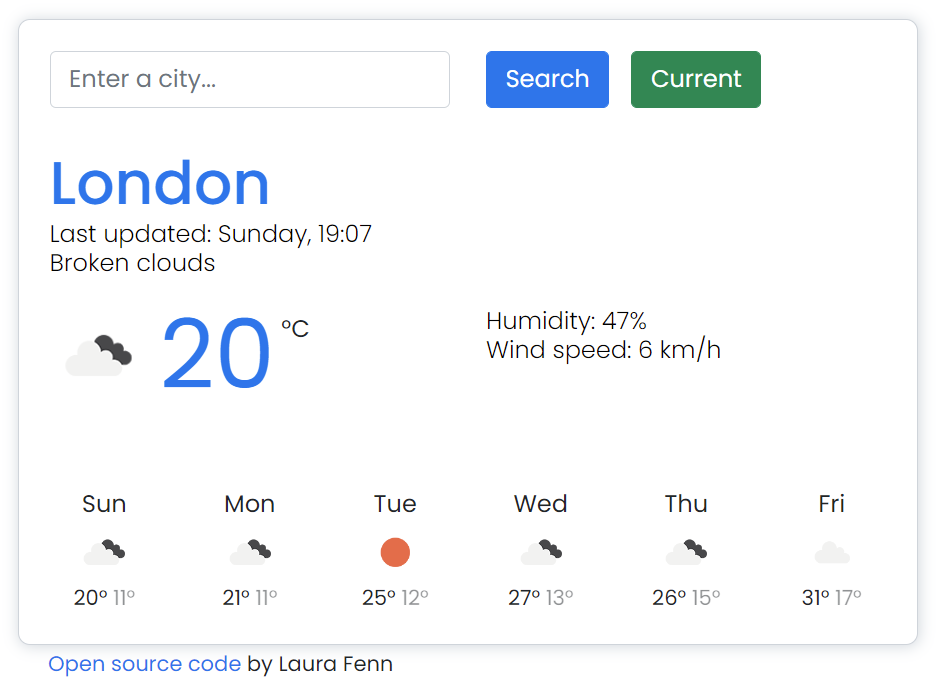 Enter a city...
Search
Current
London
Last updated: Sunday, 19:07
Broken clouds
20 °C
Humidity: 47%
Wind speed: 6 km/h
Sun Mon Tue Wed Thu Fri
20° 11° 21° 11° 25° 12° 27° 13° 26° 15° 31° 17°
Open source code by Laura Fenn